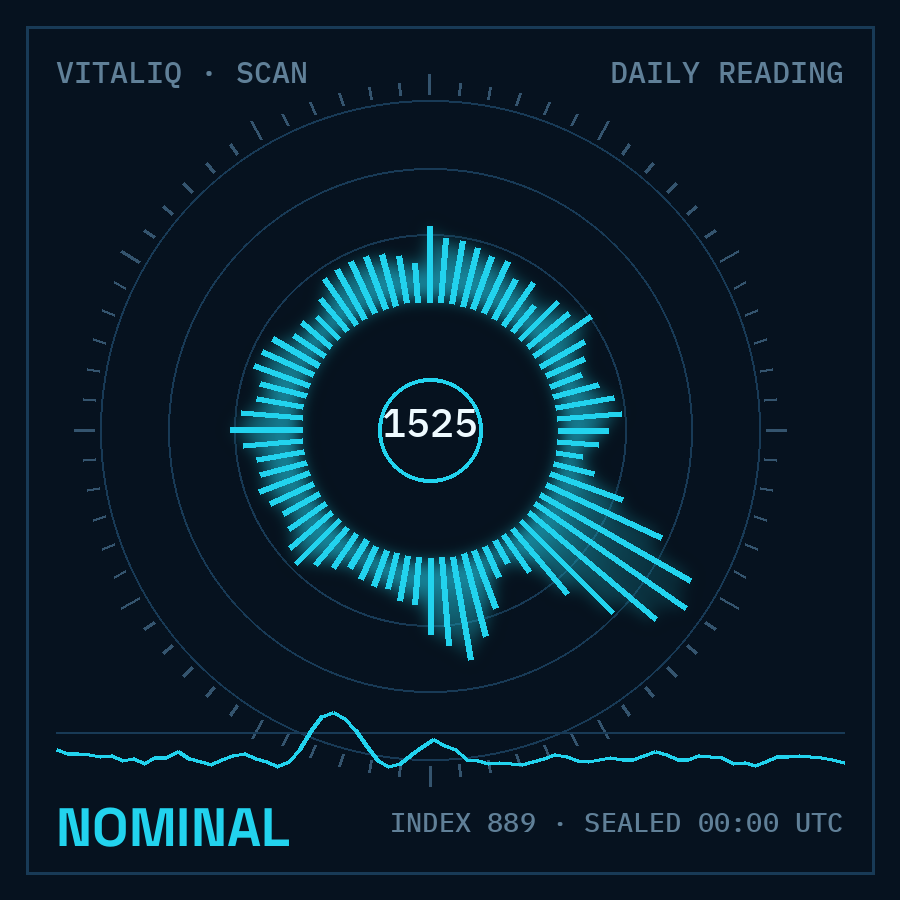 VITALIQ · SCAN
DAILY READING
1525
NOMINAL
INDEX 889 · SEALED 00:00 UTC